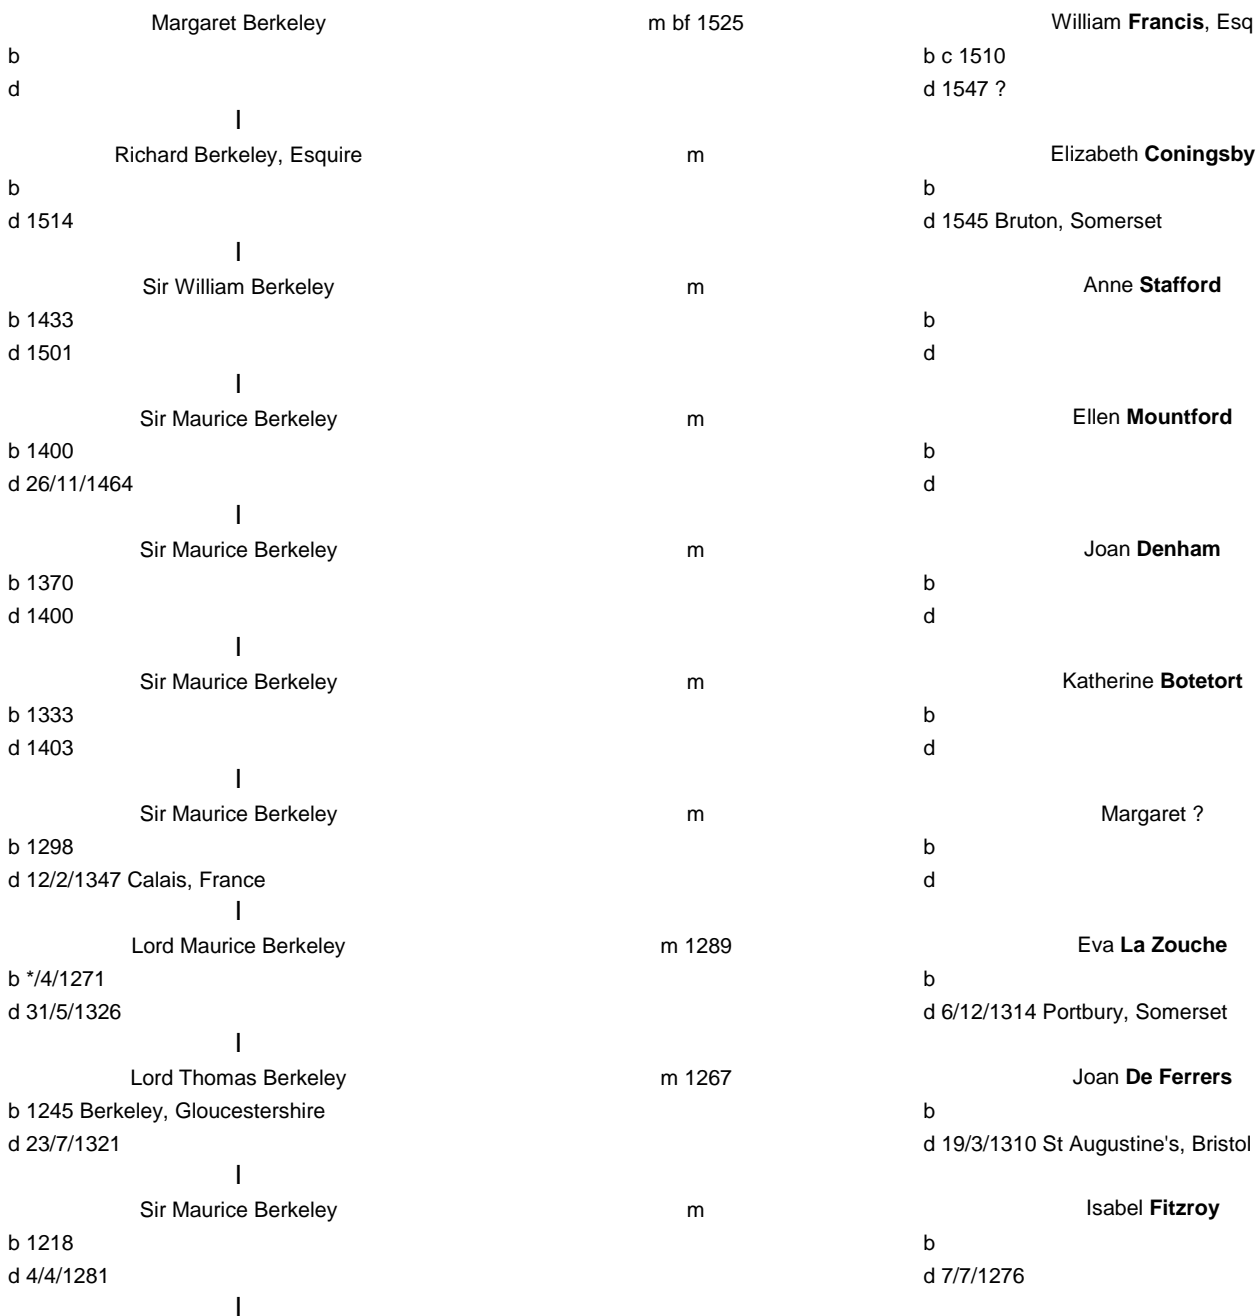 Margaret Berkeley m bf 1525 William Francis, Esq
b b c 1510
d d 1547 ?
|
Richard Berkeley, Esquire m Elizabeth Coningsby
b b
d 1514 d 1545 Bruton, Somerset
|
Sir William Berkeley m Anne Stafford
b 1433 b
d 1501 d
|
Sir Maurice Berkeley m Ellen Mountford
b 1400 b
d 26/11/1464 d
|
Sir Maurice Berkeley m Joan Denham
b 1370 b
d 1400 d
|
Sir Maurice Berkeley m Katherine Botetort
b 1333 b
d 1403 d
|
Sir Maurice Berkeley m Margaret ?
b 1298 b
d 12/2/1347 Calais, France d
|
Lord Maurice Berkeley m 1289 Eva La Zouche
b */4/1271 b
d 31/5/1326 d 6/12/1314 Portbury, Somerset
|
Lord Thomas Berkeley m 1267 Joan De Ferrers
b 1245 Berkeley, Gloucestershire b
d 23/7/1321 d 19/3/1310 St Augustine's, Bristol
|
Sir Maurice Berkeley m Isabel Fitzroy
b 1218 b
d 4/4/1281 d 7/7/1276
|